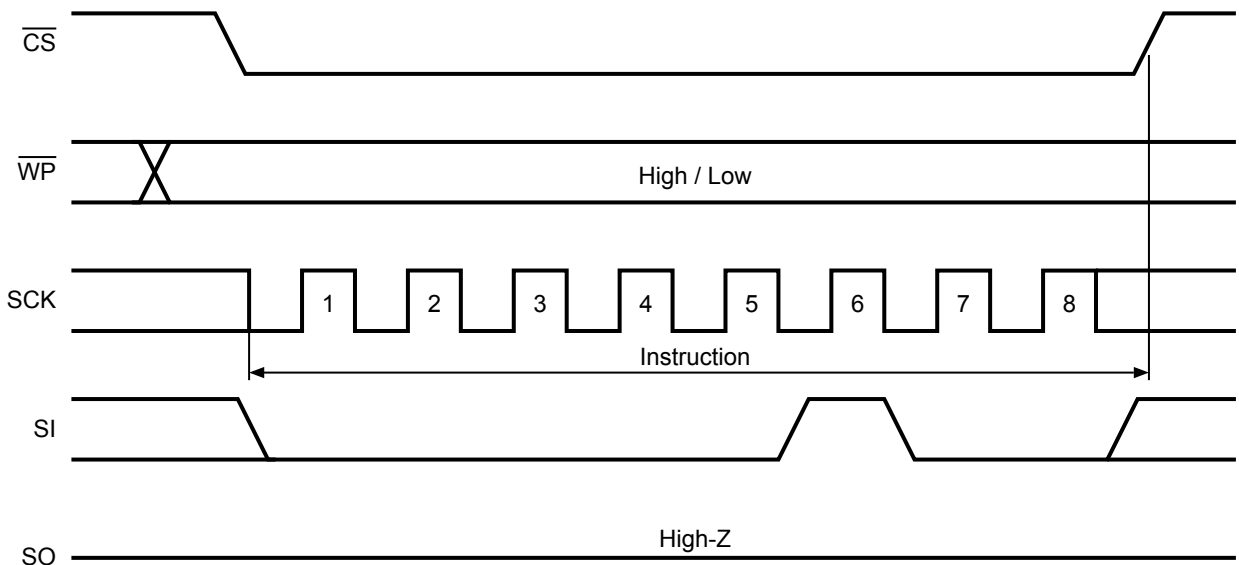 CS
WP
High / Low
SCK
1 2 3 4 5 6 7 8
Instruction
SI
High-Z
SO